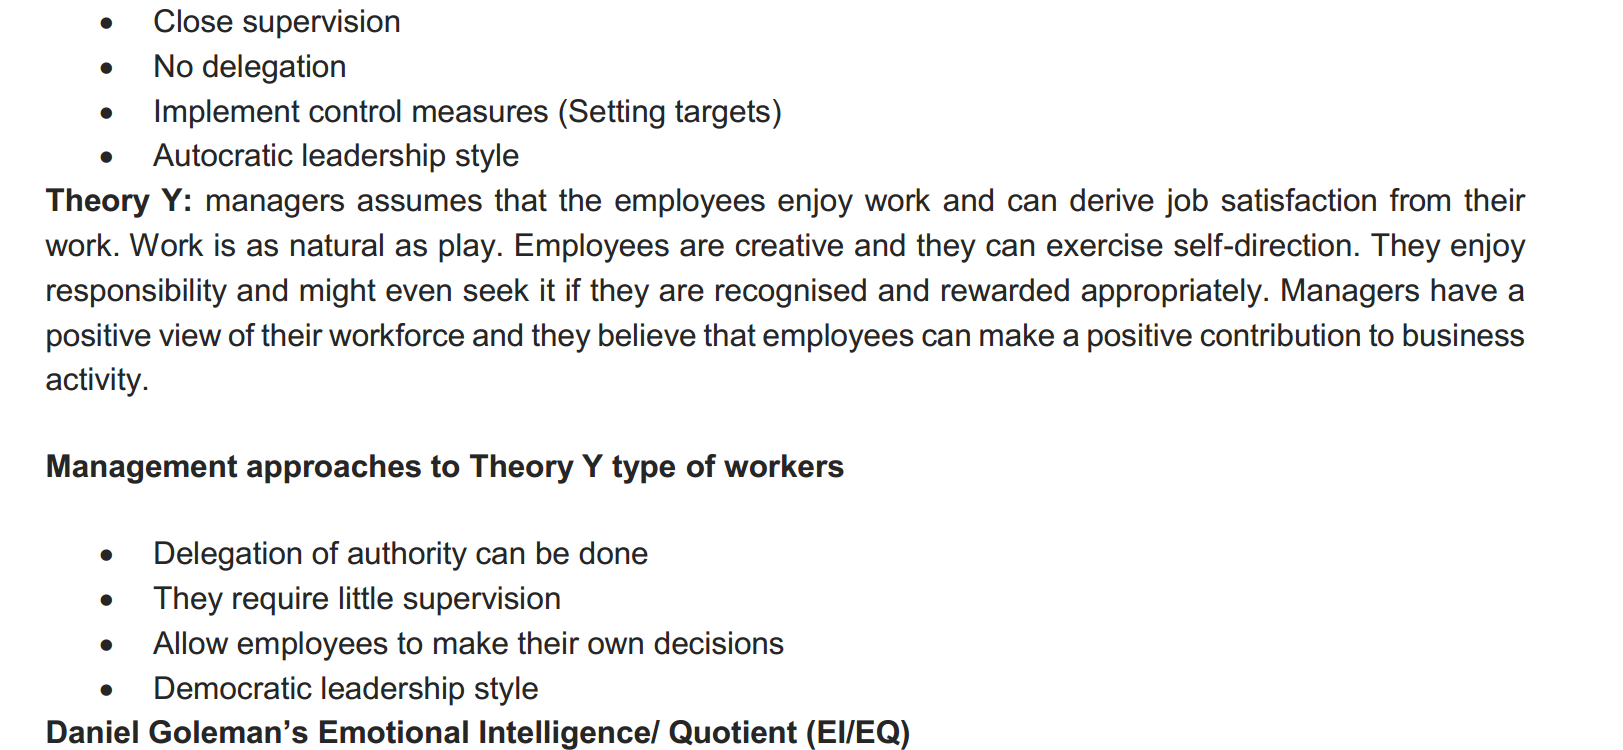 • Close supervision
• No delegation
• Implement control measures (Setting targets)
• Autocratic leadership style
Theory Y: managers assumes that the employees enjoy work and can derive job satisfaction from their
work. Work is as natural as play. Employees are creative and they can exercise self-direction. They enjoy
responsibility and might even seek it if they are recognised and rewarded appropriately. Managers have a
positive view of their workforce and they believe that employees can make a positive contribution to business
activity.
Management approaches to Theory Y type of workers
• Delegation of authority can be done
• They require little supervision
• Allow employees to make their own decisions
• Democratic leadership style
Daniel Goleman’s Emotional Intelligence/ Quotient (EI/EQ)